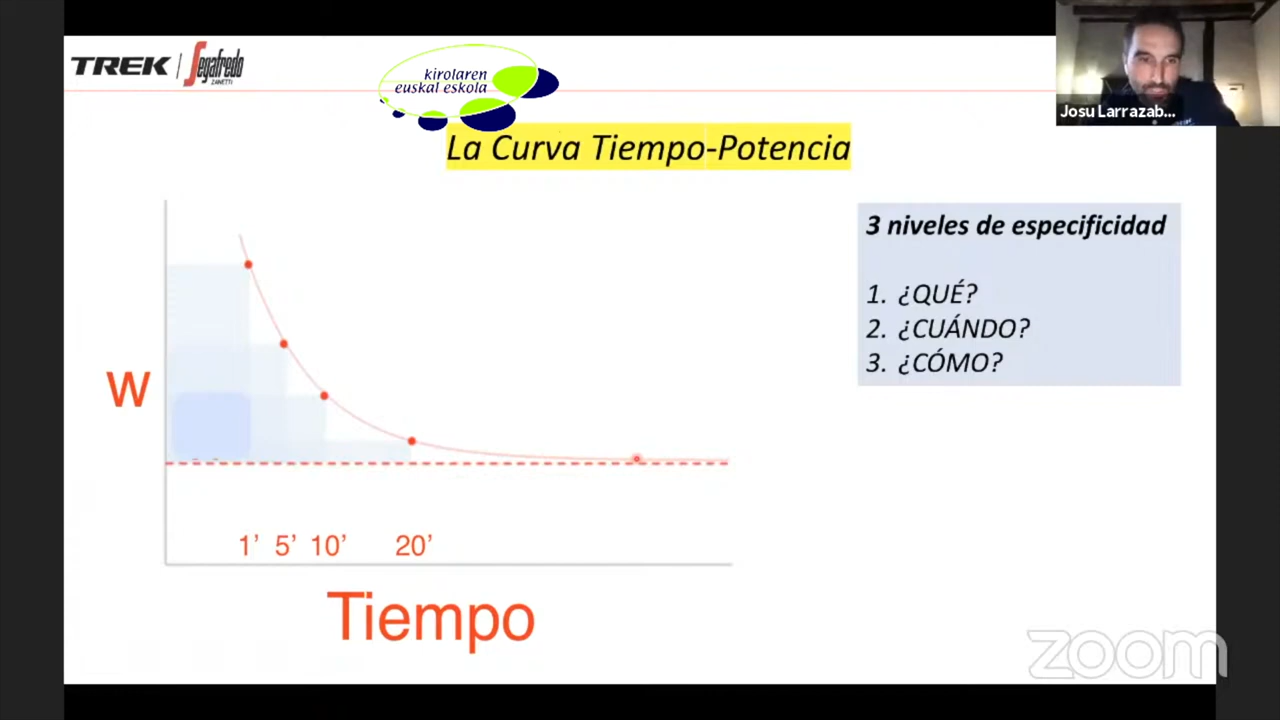 TREK | Segafredo
ZANETTI
kirolaren
euskal eskola
Josu Larrazab...
La Curva Tiempo-Potencia
3 niveles de especificidad
1. ¿QUÉ?
2. ¿CUÁNDO?
3. ¿CÓMO?
W
1' 5' 10' 20'
Tiempo
zoom